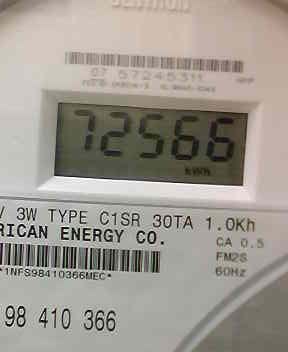 07 57245311
72566
V 3W TYPE C1SR 30TA 1.0Kh
RICAN ENERGY CO.
CA 0.5
FM2S
60Hz
*1NFS98410366MEC*
98 410 366